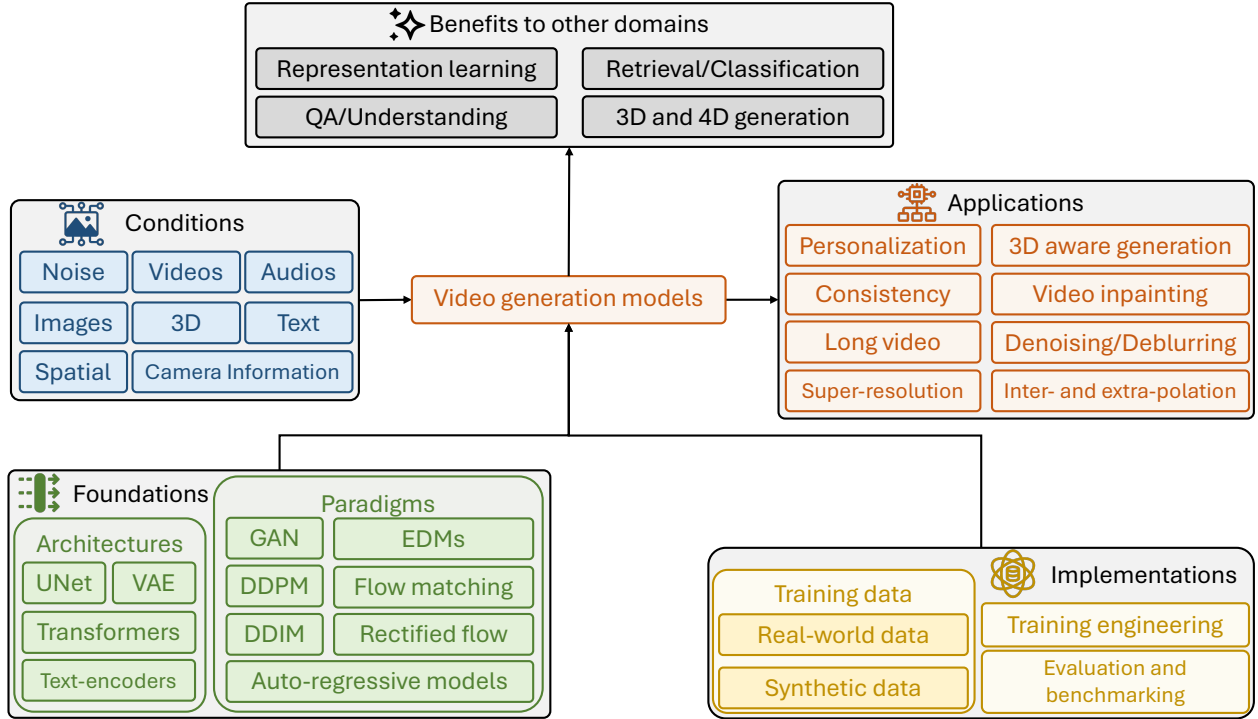 Benefits to other domains
Representation learning
Retrieval/Classification
QA/Understanding
3D and 4D generation
Conditions
Noise
Videos
Audios
Images
3D
Text
Spatial
Camera Information
Video generation models
Applications
Personalization
3D aware generation
Consistency
Video inpainting
Long video
Denoising/Deblurring
Super-resolution
Inter- and extra-polation
Foundations
Architectures
UNet
VAE
Transformers
Text-encoders
Paradigms
GAN
EDMs
DDPM
Flow matching
DDIM
Rectified flow
Auto-regressive models
Implementations
Training data
Real-world data
Synthetic data
Training engineering
Evaluation and
benchmarking